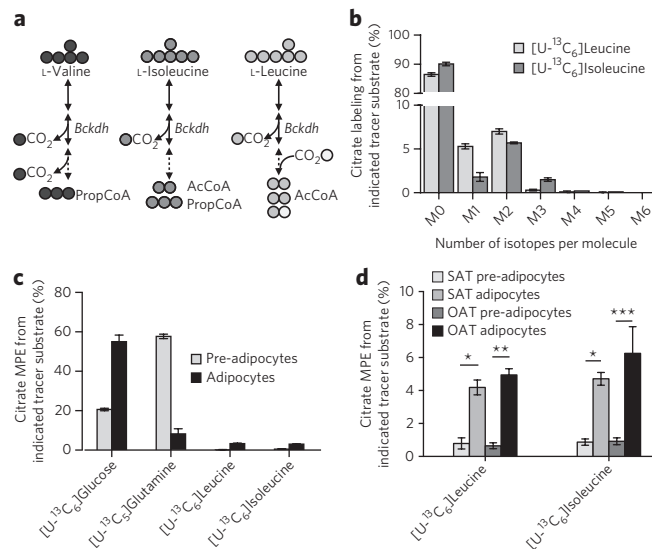 a
L-Valine
L-Isoleucine
L-Leucine
Bckdh
Bckdh
Bckdh
CO2
CO2
CO2
CO2
CO2
PropCoA
AcCoA
PropCoA
AcCoA
b
[U-13C6]Leucine
[U-13C6]Isoleucine
Citrate labeling from
indicated tracer substrate (%)
100
90
80
10
5
0
M0
M1
M2
M3
M4
M5
M6
Number of isotopes per molecule
c
Citrate MPE from
indicated tracer substrate (%)
80
60
40
20
0
Pre-adipocytes
Adipocytes
[U-13C6]Glucose
[U-13C5]Glutamine
[U-13C6]Leucine
[U-13C6]Isoleucine
d
SAT pre-adipocytes
SAT adipocytes
OAT pre-adipocytes
OAT adipocytes
Citrate MPE from
indicated tracer substrate (%)
10
8
6
4
2
0
*
**
*
***
[U-13C6]Leucine
[U-13C6]Isoleucine